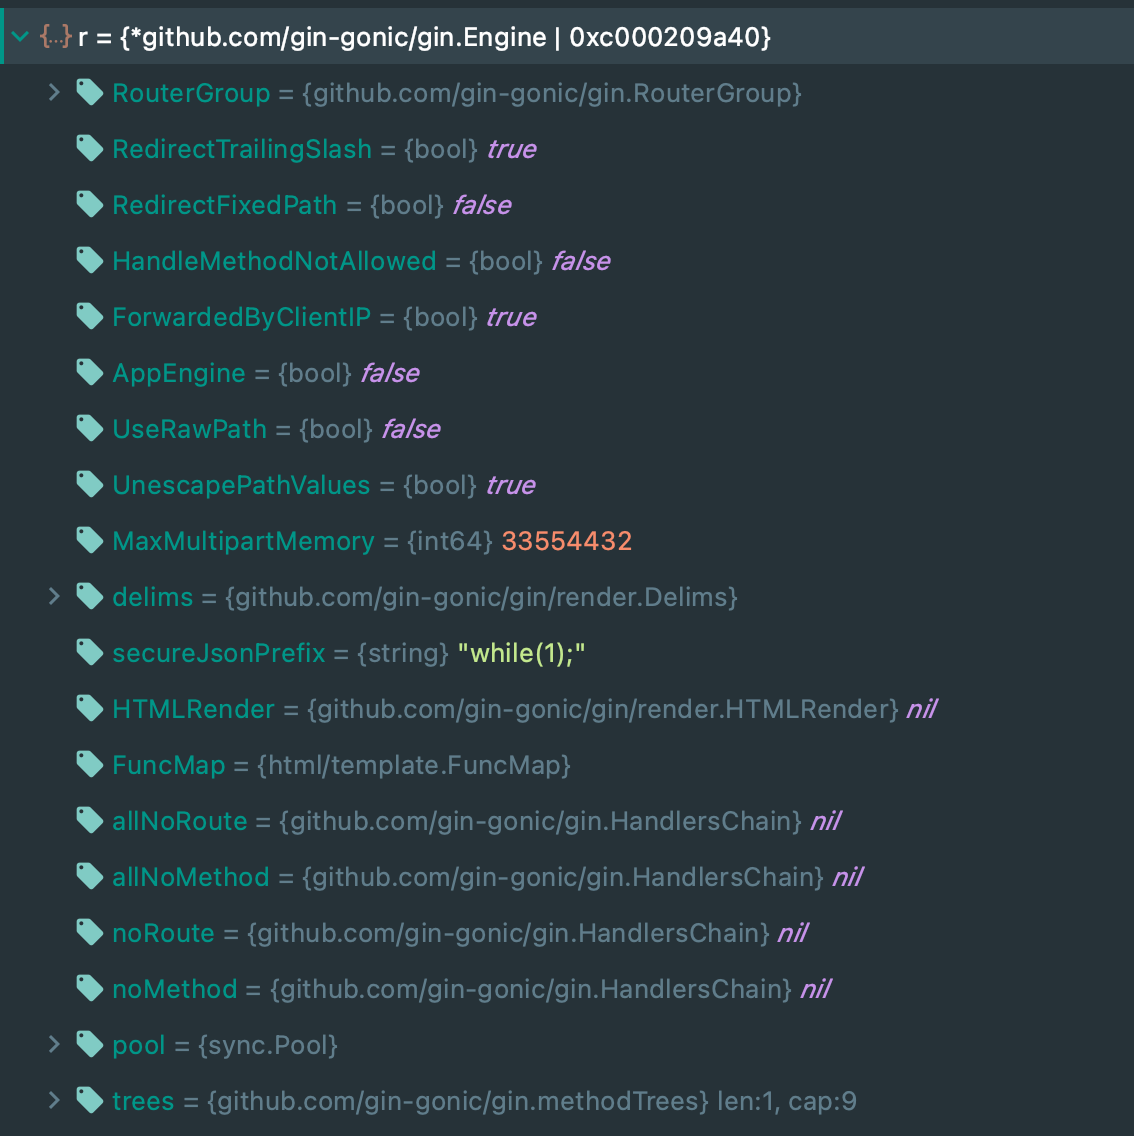 {...} r = {*github.com/gin-gonic/gin.Engine | 0xc000209a40}
RouterGroup = {github.com/gin-gonic/gin.RouterGroup}
RedirectTrailingSlash = {bool} true
RedirectFixedPath = {bool} false
HandleMethodNotAllowed = {bool} false
ForwardedByClientIP = {bool} true
AppEngine = {bool} false
UseRawPath = {bool} false
UnescapePathValues = {bool} true
MaxMultipartMemory = {int64} 33554432
delims = {github.com/gin-gonic/gin/render.Delims}
secureJsonPrefix = {string} "while(1);"
HTMLRender = {github.com/gin-gonic/gin/render.HTMLRender} nil
FuncMap = {html/template.FuncMap}
allNoRoute = {github.com/gin-gonic/gin.HandlersChain} nil
allNoMethod = {github.com/gin-gonic/gin.HandlersChain} nil
noRoute = {github.com/gin-gonic/gin.HandlersChain} nil
noMethod = {github.com/gin-gonic/gin.HandlersChain} nil
pool = {sync.Pool}
trees = {github.com/gin-gonic/gin.methodTrees} len:1, cap:9